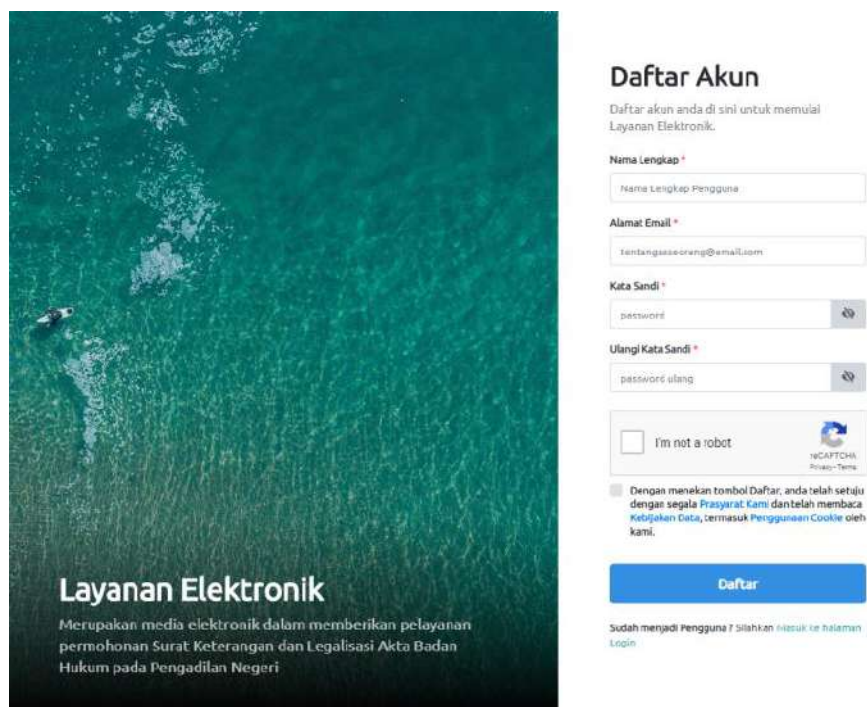 Daftar Akun
Daftar akun anda di sini untuk memulai
Layanan Elektronik.
Nama Lengkap *
Nama Lengkap Pengguna
Alamat Email *
tentangseseorang@email.com
Kata Sandi *
password
Ulangi Kata Sandi *
password ulang
I'm not a robot
reCAPTCHA
Privacy - Terms
Dengan menekan tombol Daftar, anda telah setuju
dengan segala Prasyarat Kami dan telah membaca
Kebijakan Data, termasuk Penggunaan Cookie oleh
kami.
Daftar
Sudah menjadi Pengguna ? Silahkan Masuk ke halaman
Login
Layanan Elektronik
Merupakan media elektronik dalam memberikan pelayanan
permohonan Surat Keterangan dan Legalisasi Akta Badan
Hukum pada Pengadilan Negeri